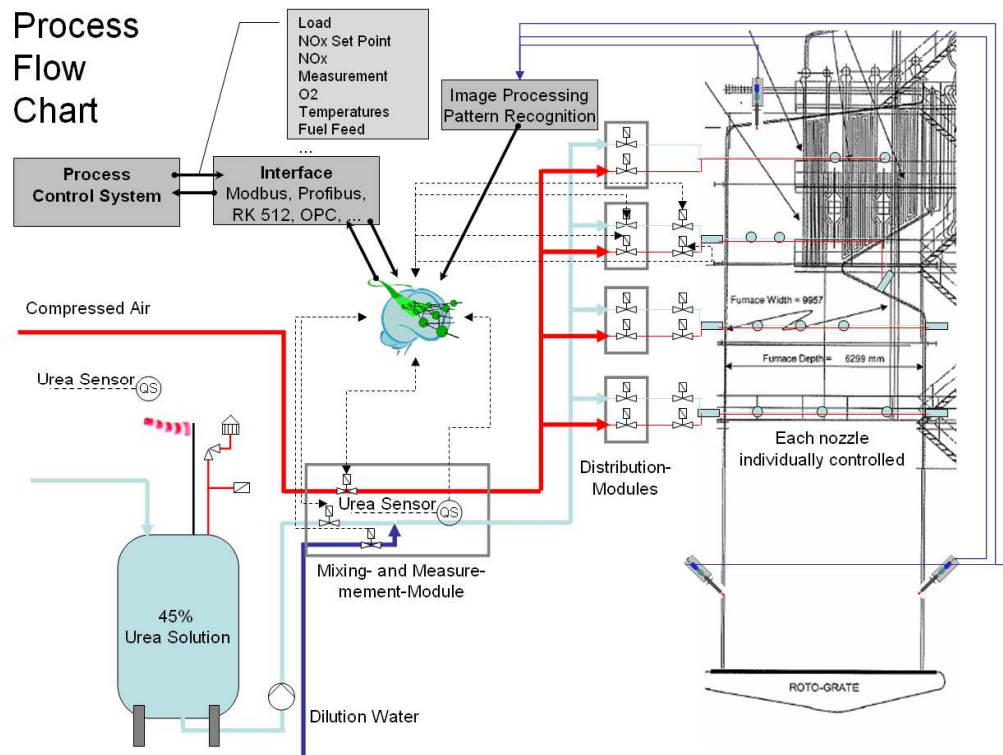 Process
Flow
Chart
Load
NOx Set Point
NOx
Measurement
O2
Temperatures
Fuel Feed
...
Image Processing
Pattern Recognition
Process
Control System
Interface
Modbus, Profibus,
RK 512, OPC, ...
Compressed Air
Furnace Width = 9957
Furnace Depth = 6299 mm
Urea Sensor
QS
Each nozzle
individually controlled
Distribution-
Modules
Urea Sensor
QS
Mixing- and Measure-
mement-Module
45%
Urea Solution
Dilution Water
ROTO-GRATE